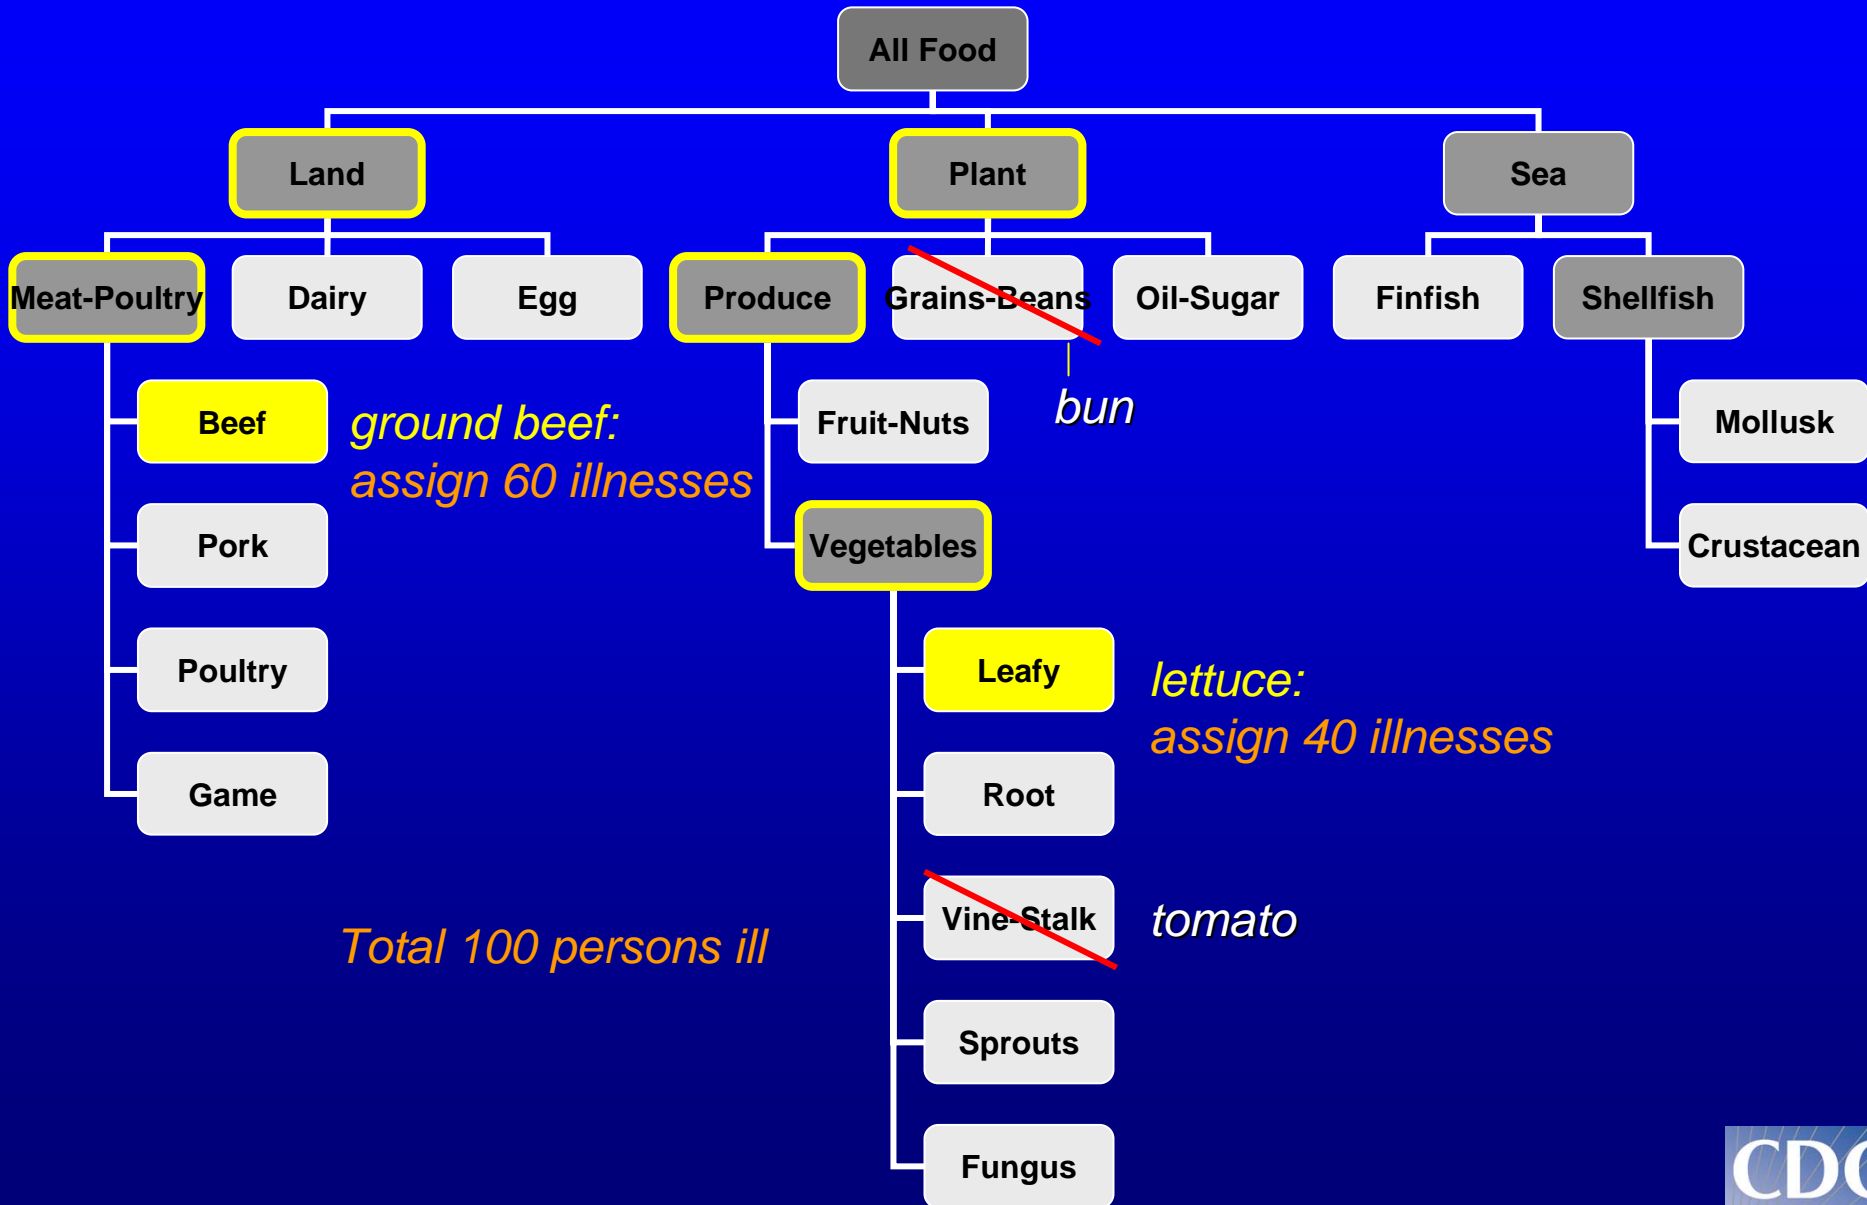 All Food
Land
Plant
Sea
Meat-Poultry
Dairy
Egg
Produce
Grains-Beans
Oil-Sugar
Finfish
Shellfish
bun
Beef
ground beef:
assign 60 illnesses
Fruit-Nuts
Mollusk
Pork
Vegetables
Crustacean
Poultry
Leafy
lettuce:
assign 40 illnesses
Game
Root
Vine-Stalk
tomato
Total 100 persons ill
Sprouts
Fungus
CDC